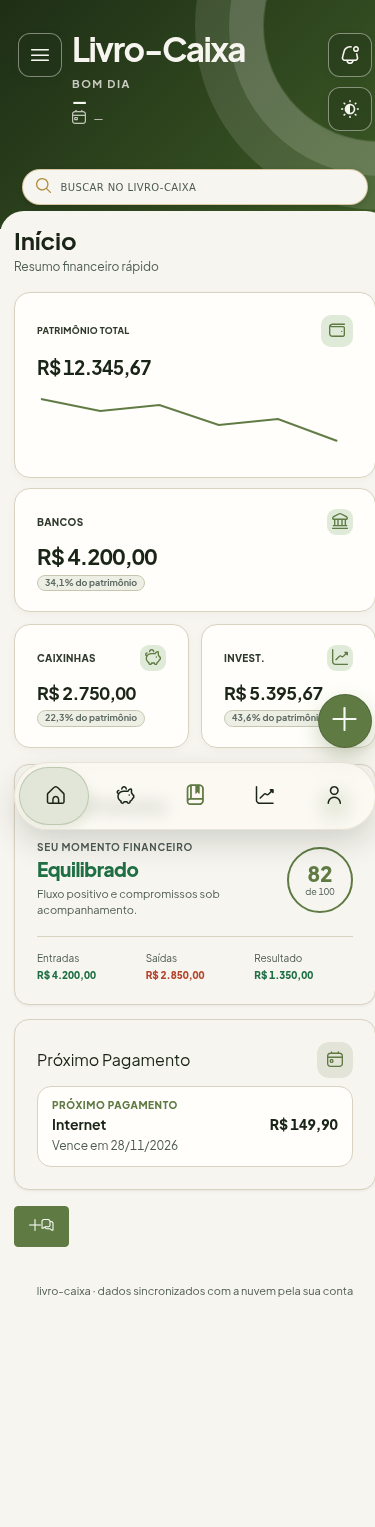 Livro-Caixa
BOM DIA
—
—
BUSCAR NO LIVRO-CAIXA
Início
Resumo financeiro rápido
PATRIMÔNIO TOTAL
R$ 12.345,67
BANCOS
R$ 4.200,00
34,1% do patrimônio
CAIXINHAS
R$ 2.750,00
22,3% do patrimônio
INVEST.
R$ 5.395,67
43,6% do patrimôni
SEU MOMENTO FINANCEIRO
Equilibrado
Fluxo positivo e compromissos sob
acompanhamento.
82
de 100
Entradas
R$ 4.200,00
Saídas
R$ 2.850,00
Resultado
R$ 1.350,00
Próximo Pagamento
PRÓXIMO PAGAMENTO
Internet
R$ 149,90
Vence em 28/11/2026
livro-caixa · dados sincronizados com a nuvem pela sua conta